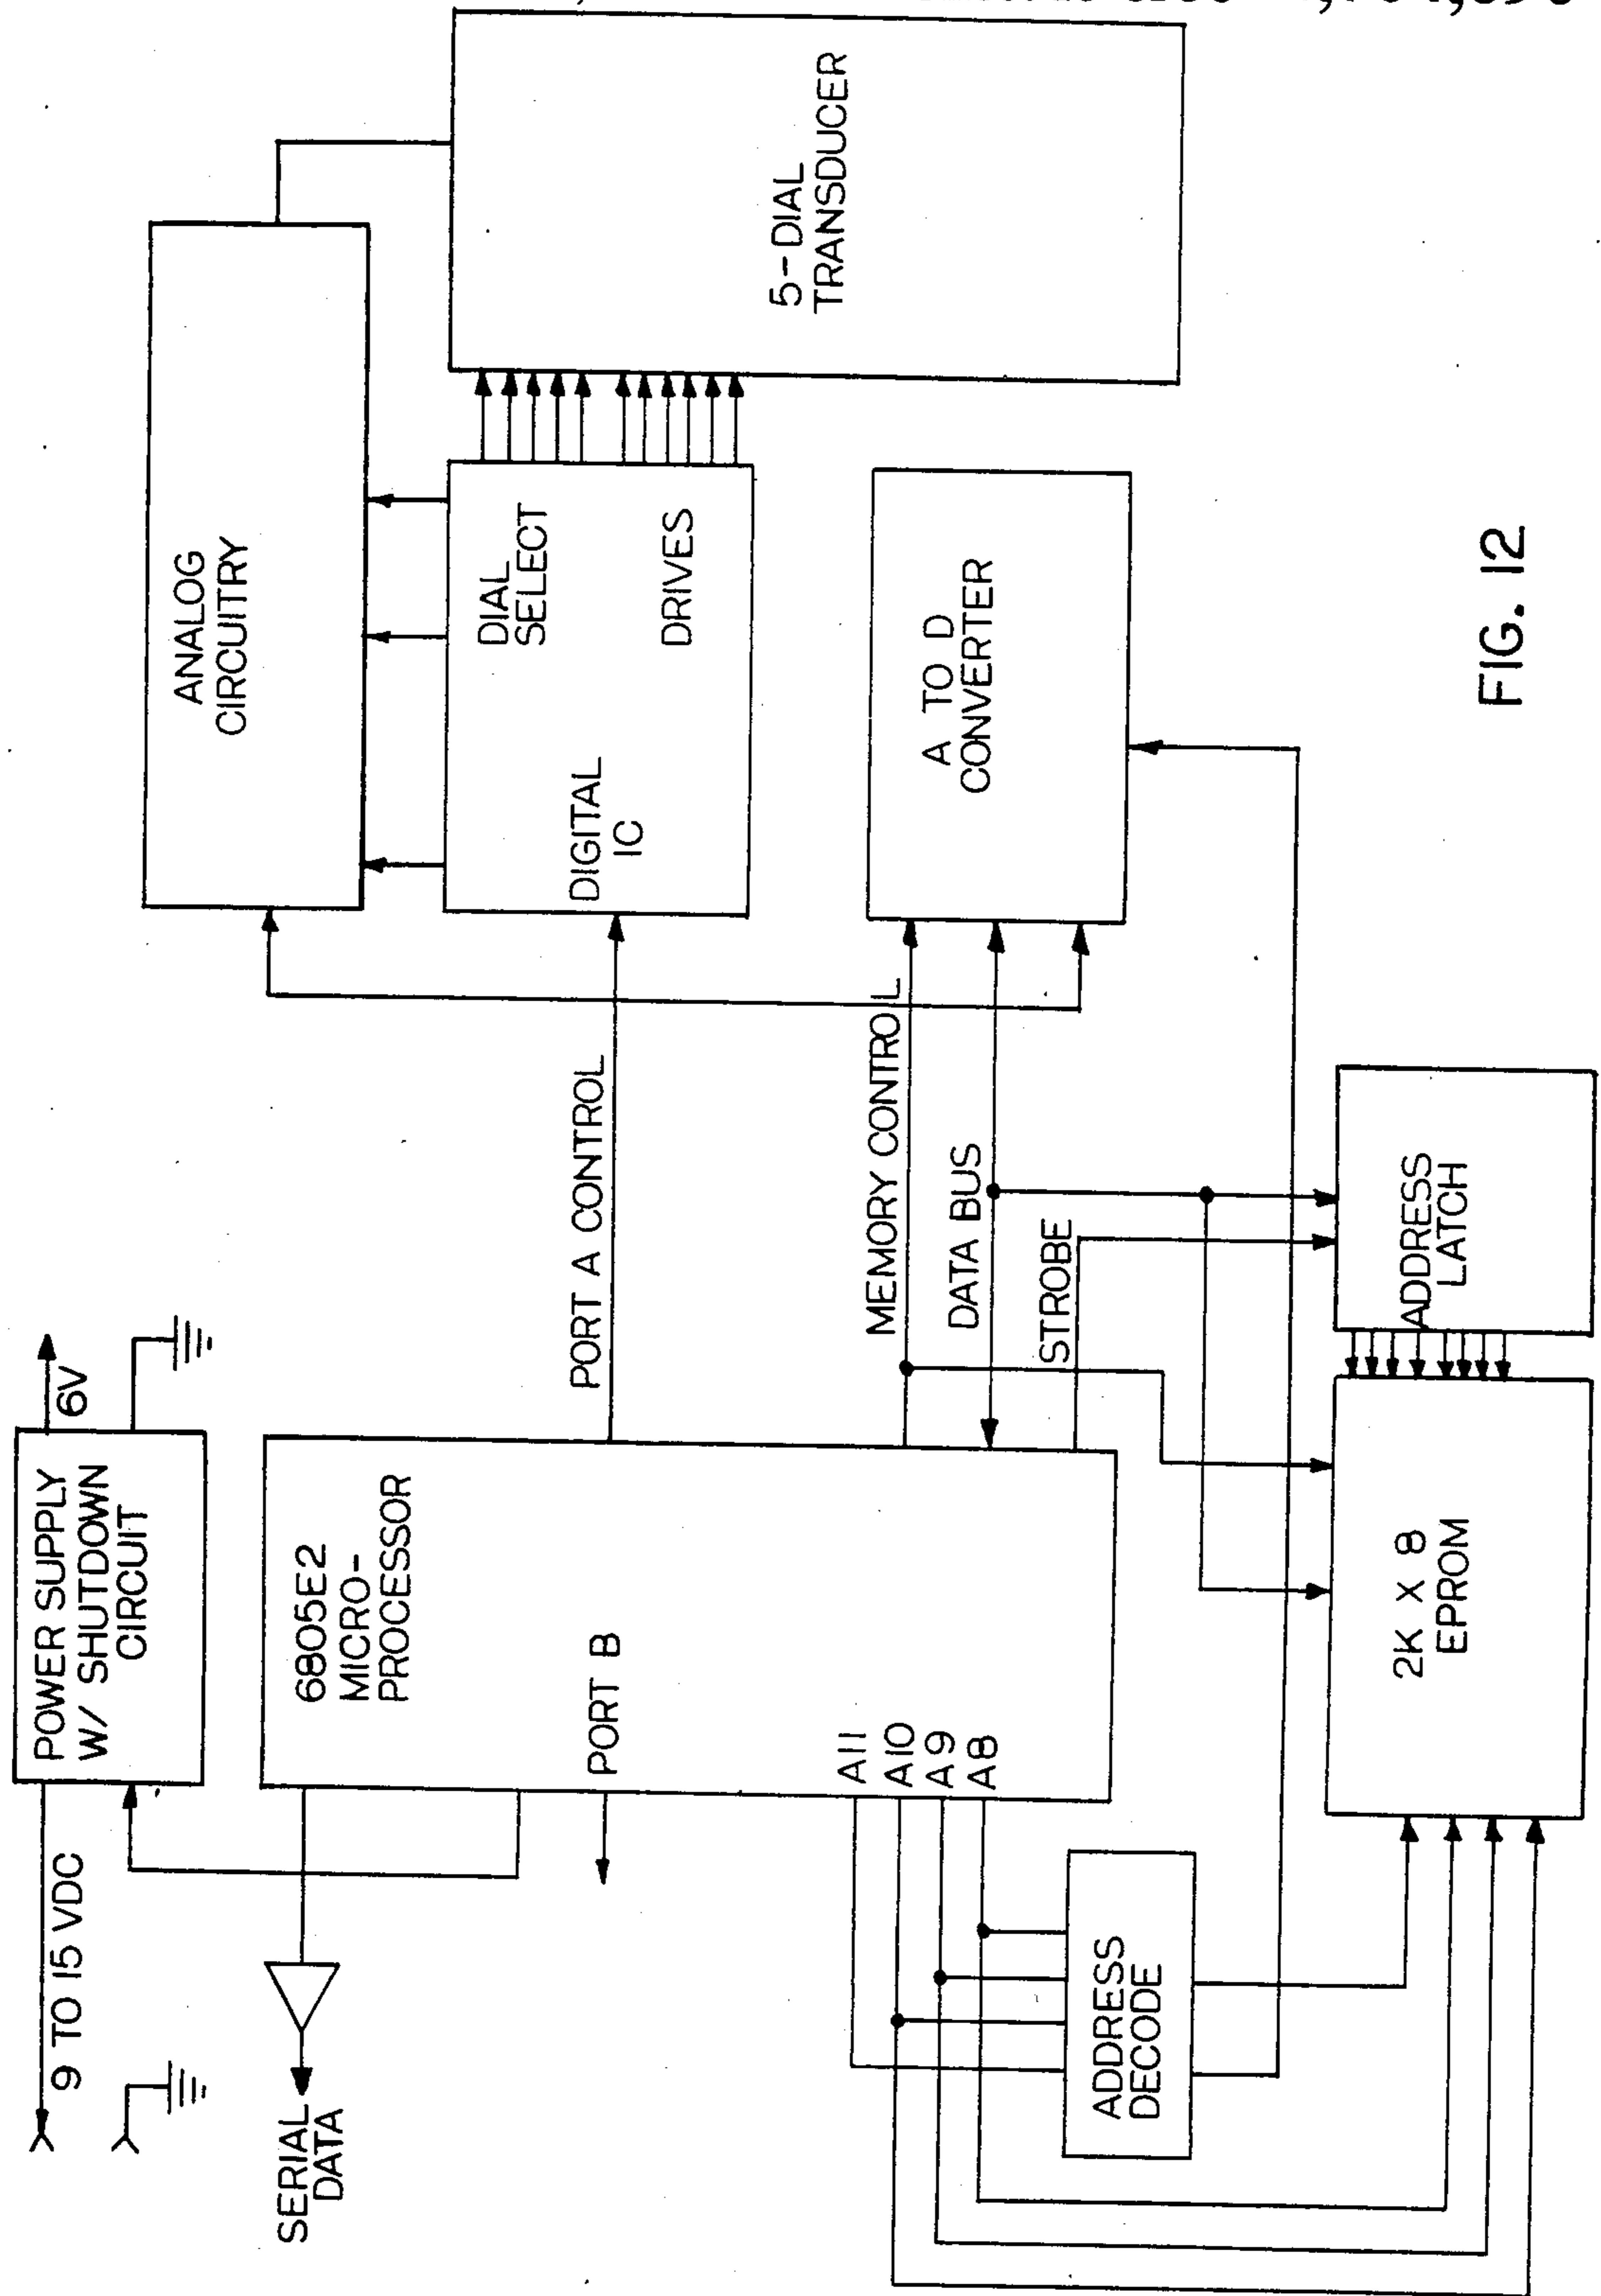 POWER SUPPLY
W/ SHUTDOWN
CIRCUIT
6V
9 TO 15 VDC
SERIAL
DATA
6805E2
MICRO-
PROCESSOR
PORT B
A11
A10
A9
A8
PORT A CONTROL
MEMORY CONTROL
DATA BUS
STROBE
ANALOG
CIRCUITRY
DIAL
SELECT
DIGITAL
IC
DRIVES
5-DIAL
TRANSDUCER
A TO D
CONVERTER
ADDRESS
DECODE
2K X 8
EPROM
ADDRESS
LATCH
FIG. 12